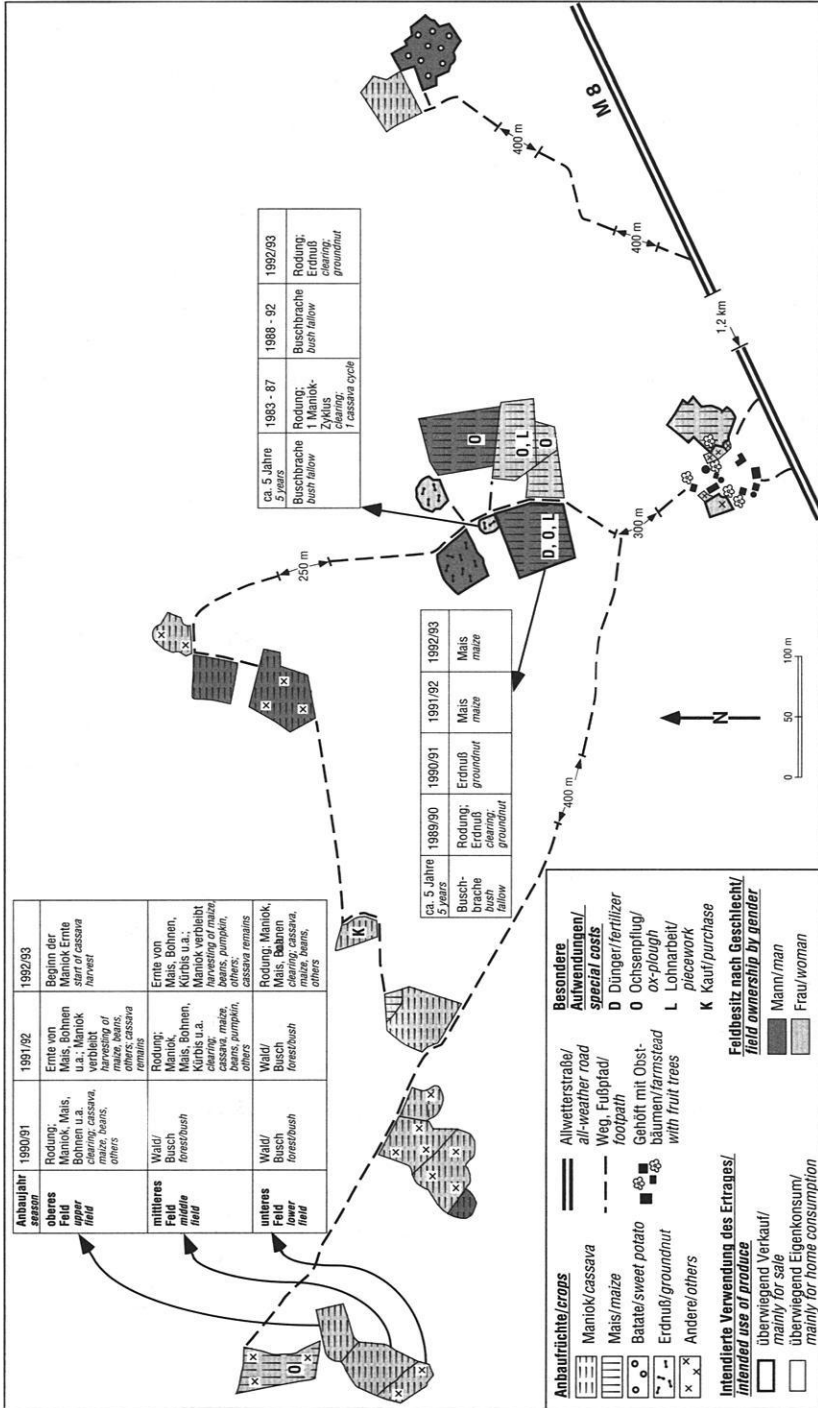 Anbaujahr
season
1990/91
1991/92
1992/93
oberes
Feld
upper
field
Rodung;
Maniok, Mais,
Bohnen u.a.
clearing; cassava,
maize, beans,
others
Ernte von
Mais, Bohnen
u.a.; Maniok
verbleibt
harvesting of
maize, beans,
others; cassava
remains
Beginn der
Maniok Ernte
start of cassava
harvest
mittleres
Feld
middle
field
Wald/
Busch
forest/bush
Rodung;
Maniok,
Mais, Bohnen,
Kürbis u.a.
clearing;
cassava, maize,
beans, pumpkin,
others
Ernte von
Mais, Bohnen,
Kürbis u.a.;
Maniok verbleibt
harvesting of maize,
beans, pumpkin,
others;
cassava remains
unteres
Feld
lower
field
Wald/
Busch
forest/bush
Wald/
Busch
forest/bush
Rodung; Maniok,
Mais, Bohnen
clearing; cassava,
maize, beans,
others
ca. 5 Jahre
5 years
1983 - 87
1988 - 92
1992/93
Buschbrache
bush fallow
Rodung;
1 Maniok-
Zyklus
clearing;
1 cassava cycle
Buschbrache
bush fallow
Rodung;
Erdnuß
clearing;
groundnut
ca. 5 Jahre
5 years
1989/90
1990/91
1991/92
1992/93
Busch-
brache
bush
fallow
Rodung;
Erdnuß
clearing;
groundnut
Erdnuß
groundnut
Mais
maize
Mais
maize
O
K
250 m
O
O, L
O
D, O, L
400 m
300 m
400 m
400 m
1,2 km
M 8
N
0 50 100 m
Anbaufrüchte/crops
Maniok/cassava
Mais/maize
Batate/sweet potato
Erdnuß/groundnut
Andere/others
Intendierte Verwendung des Ertrages/
intended use of produce
überwiegend Verkauf/
mainly for sale
überwiegend Eigenkonsum/
mainly for home consumption
Allwetterstraße/
all-weather road
Weg, Fußpfad/
footpath
Gehöft mit Obst-
bäumen/farmstead
with fruit trees
Besondere
Aufwendungen/
special costs
D Dünger/fertilizer
O Ochsenpflug/
ox-plough
L Lohnarbeit/
piecework
K Kauf/purchase
Feldbesitz nach Geschlecht/
field ownership by gender
Mann/man
Frau/woman